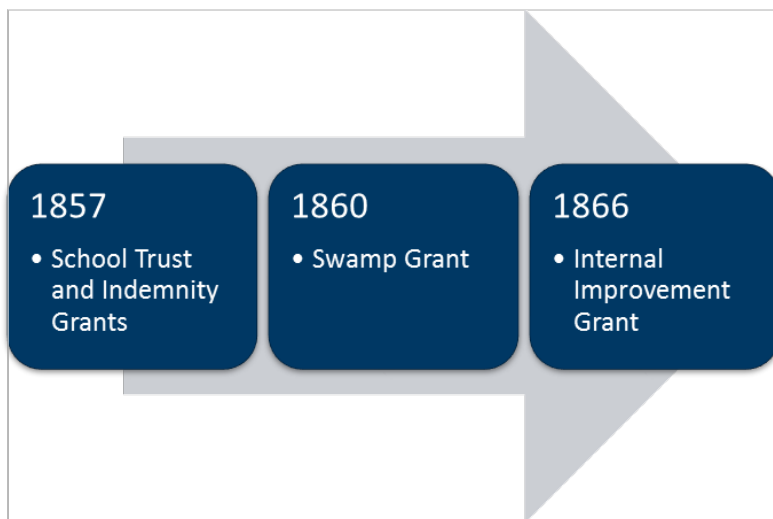 1857
• School Trust
and Indemnity
Grants
1860
• Swamp Grant
1866
• Internal
Improvement
Grant